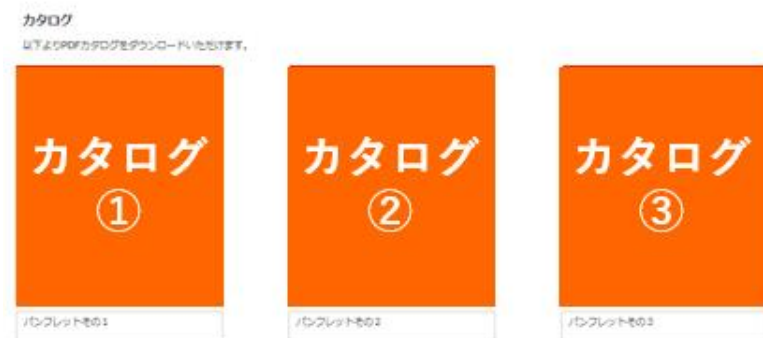 カタログ
以下よりPDFカタログをダウンロードいただけます。
カタログ
①
カタログ
②
カタログ
③
パンフレットその1
パンフレットその2
パンフレットその3